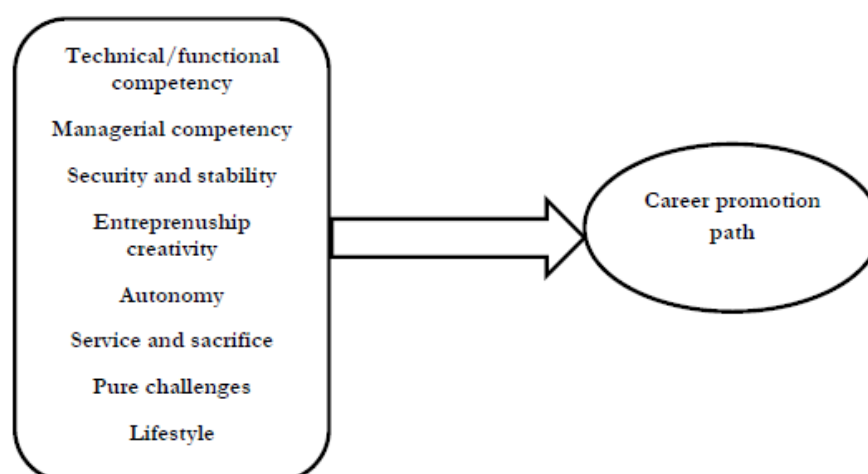 Technical/functional
competency
Managerial competency
Security and stability
Entreprenuship
creativity
Autonomy
Service and sacrifice
Pure challenges
Lifestyle
Career promotion
path